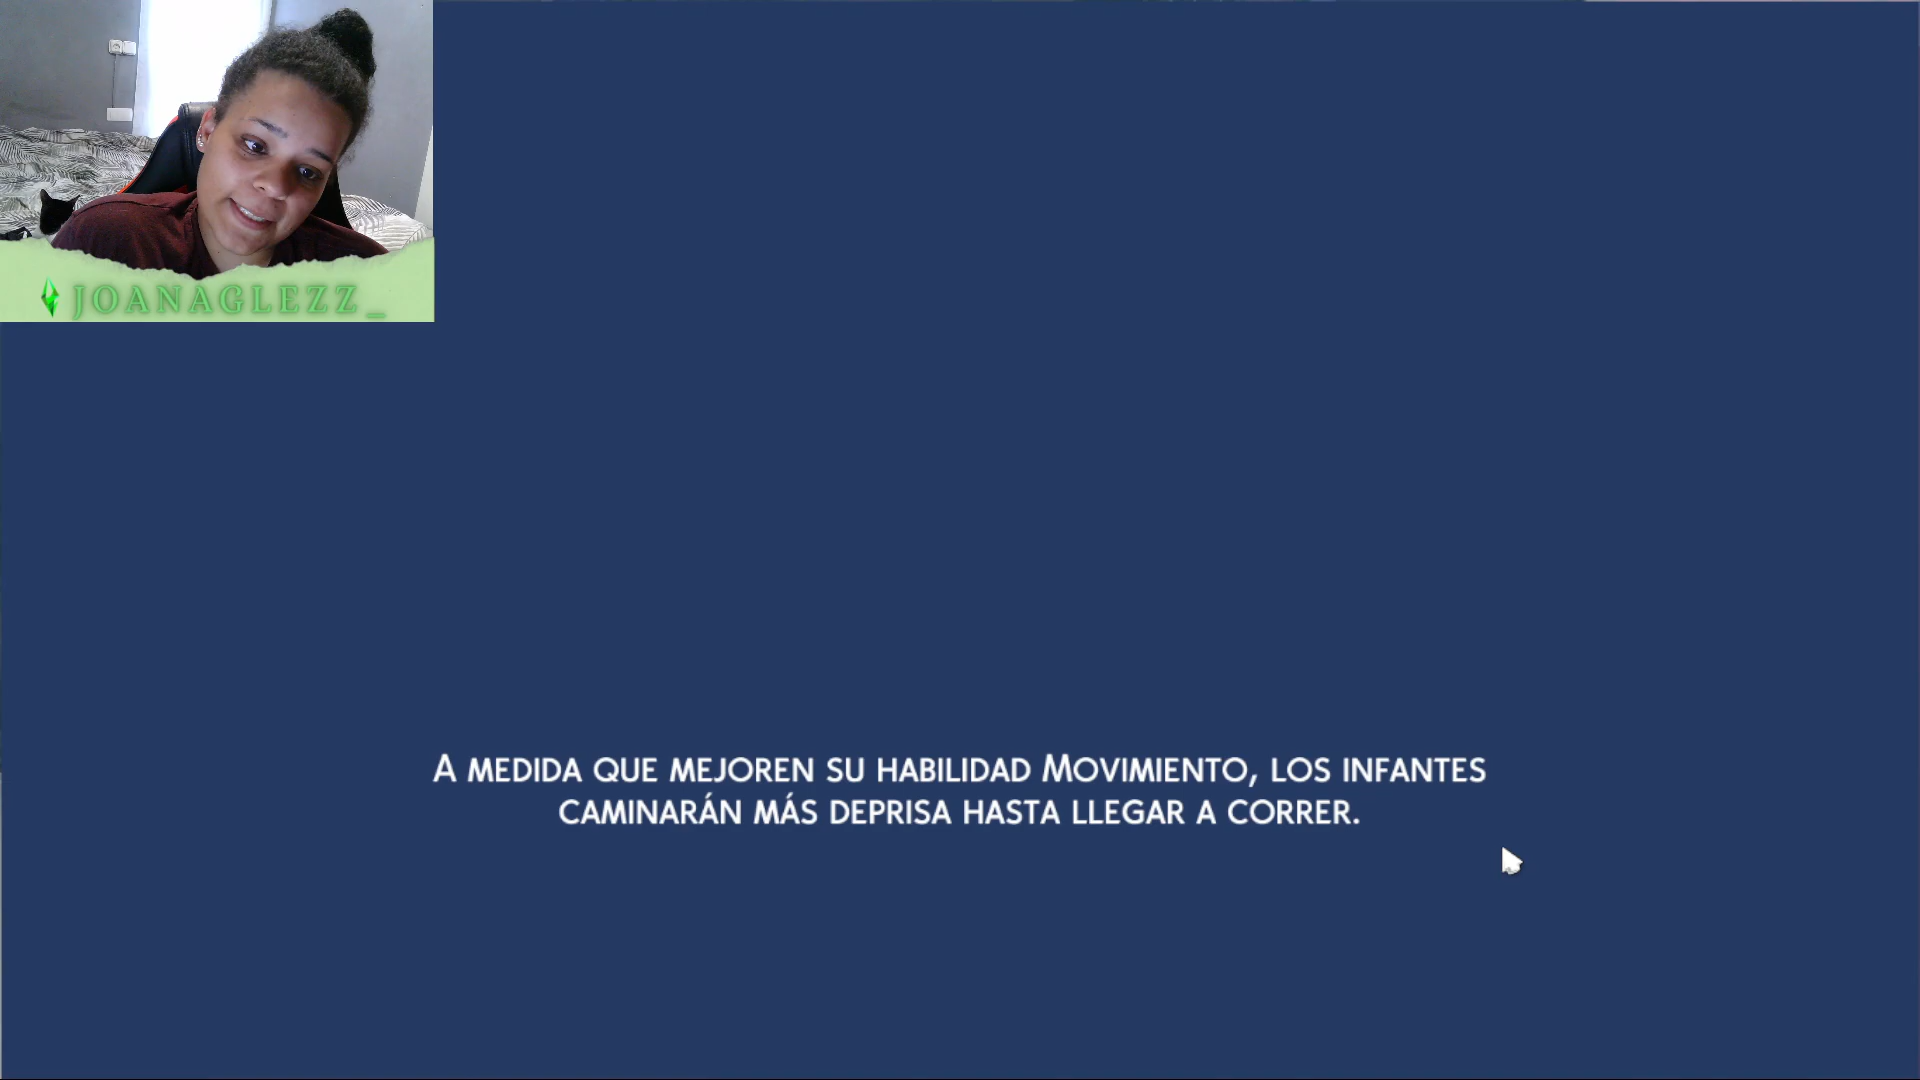 JOANAGLEZZ_
A MEDIDA QUE MEJOREN SU HABILIDAD MOVIMIENTO, LOS INFANTES
CAMINARÁN MÁS DEPRISA HASTA LLEGAR A CORRER.